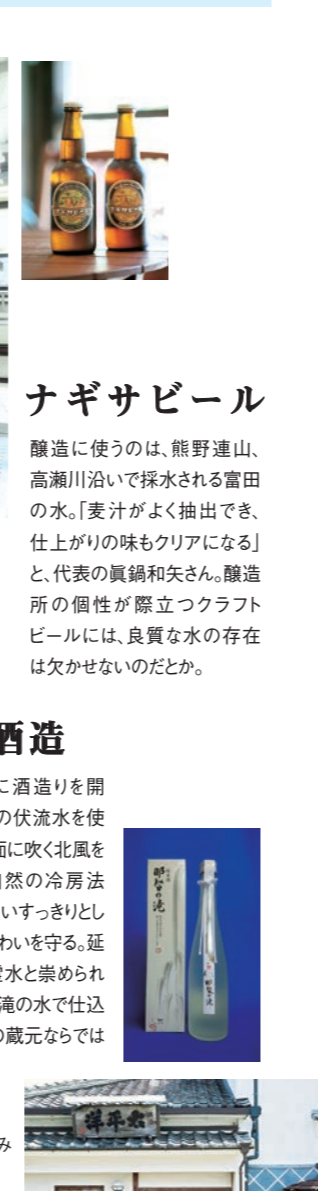 ナギサビール
醸造に使うのは、熊野連山、
高瀬川沿いで採水される富田
の水。「麦汁がよく抽出でき、
仕上がりの味もクリアになる」
と、代表の眞鍋和矢さん。醸造
所の個性が際立つクラフト
ビールには、良質な水の存在
は欠かせないのだとか。
酒造
に酒造りを開
の伏流水を使
面に吹く北風を
自然の冷房法
いすっきりとし
わいを守る。延
霊水と崇められ
滝の水で仕込
の蔵元ならでは
那智の滝
み
太平洋